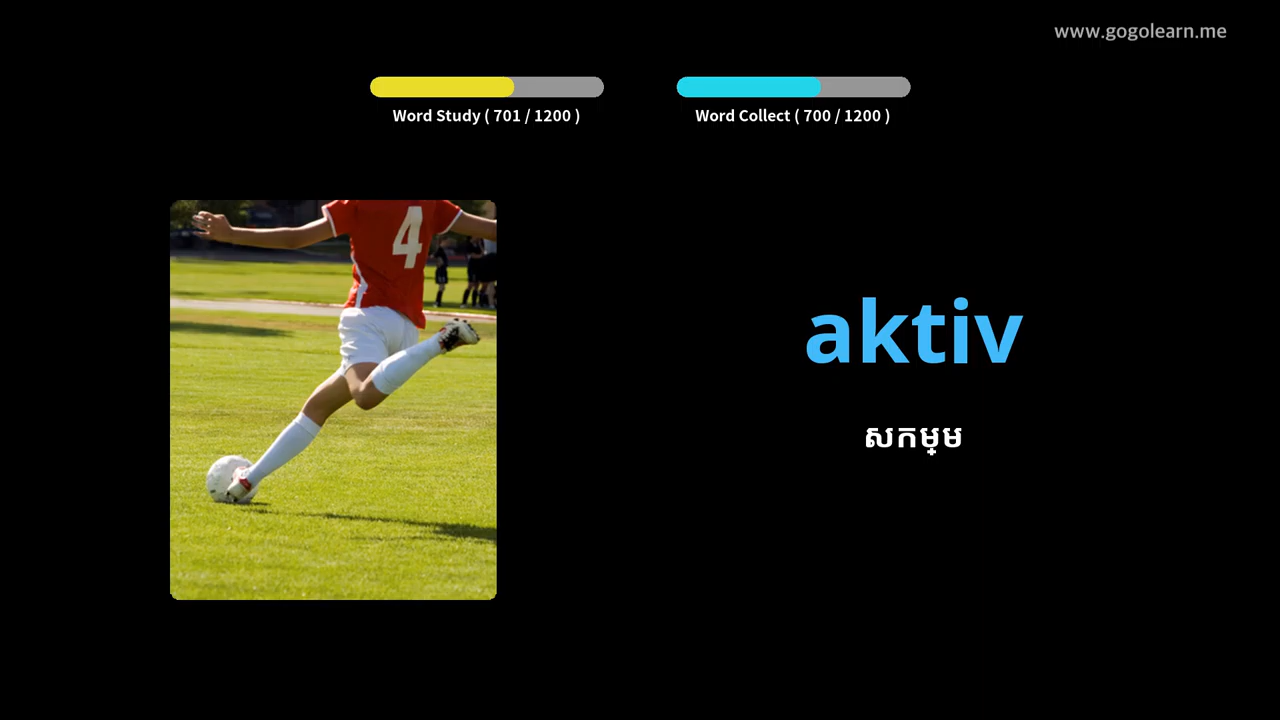 www.gogolearn.me
Word Study ( 701 / 1200 )
Word Collect ( 700 / 1200 )
4
aktiv
សកម្ម